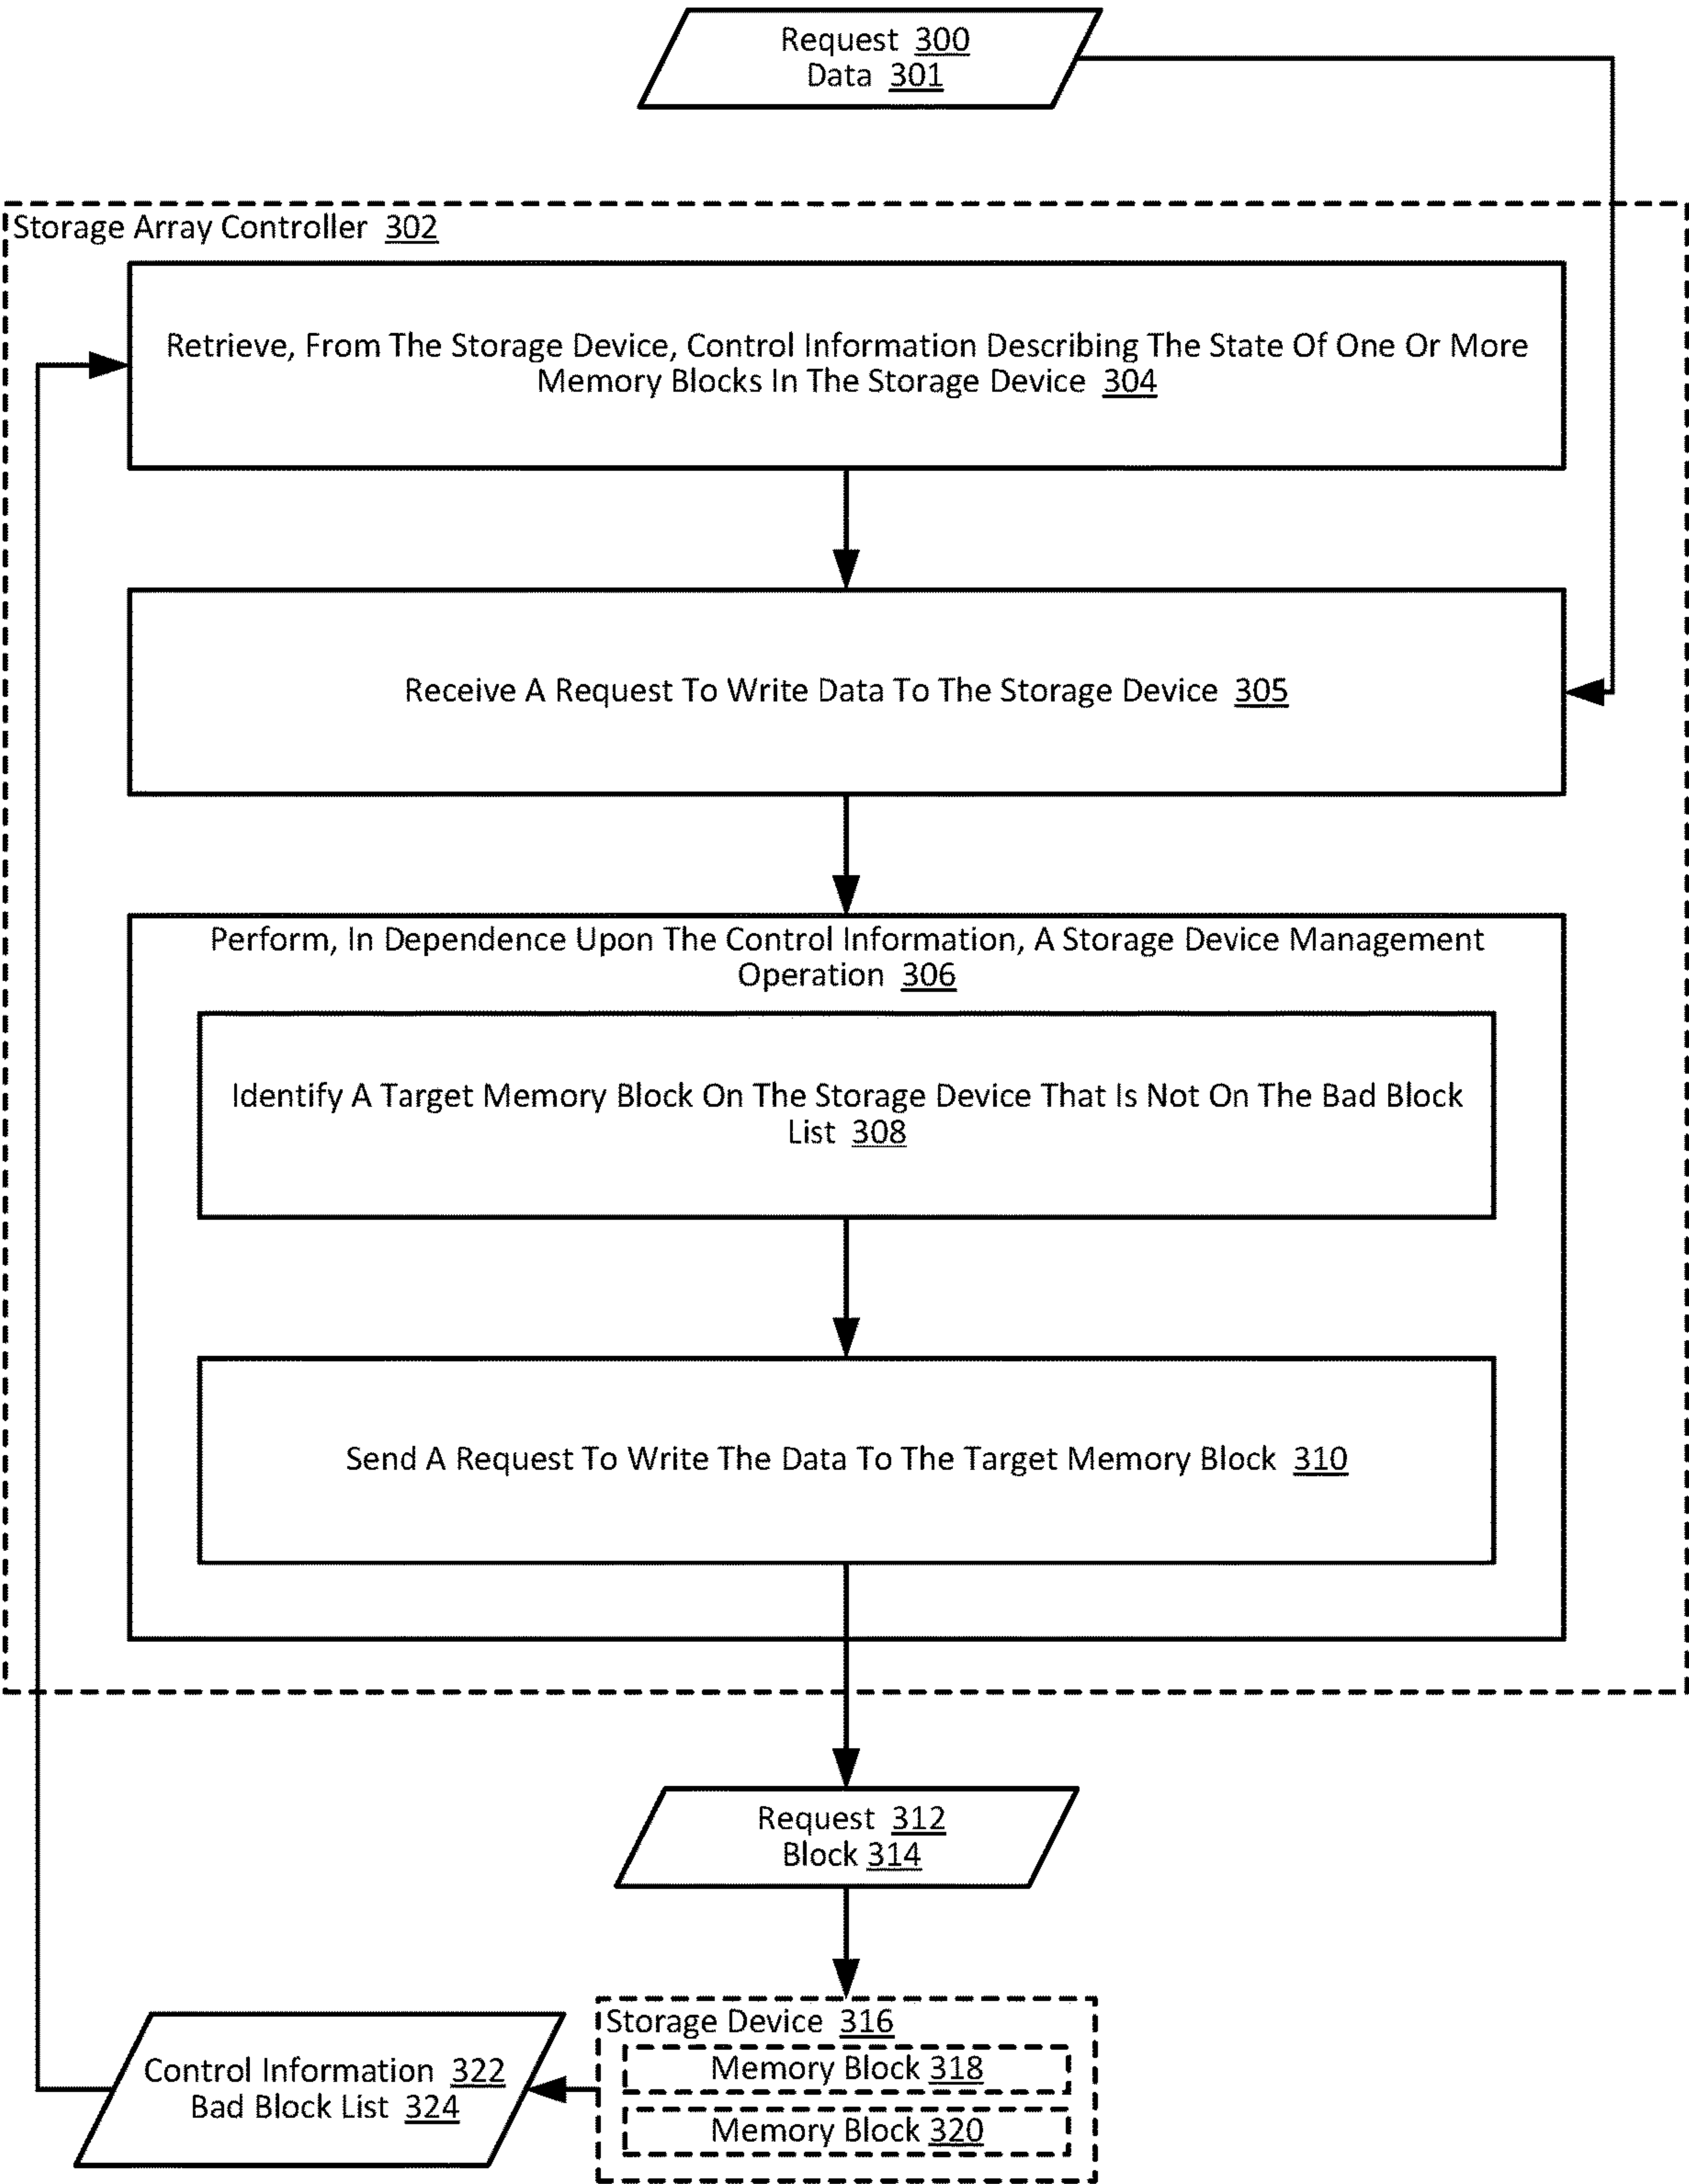 Request 300
Data 301
Storage Array Controller 302
Retrieve, From The Storage Device, Control Information Describing The State Of One Or More
Memory Blocks In The Storage Device 304
Receive A Request To Write Data To The Storage Device 305
Perform, In Dependence Upon The Control Information, A Storage Device Management
Operation 306
Identify A Target Memory Block On The Storage Device That Is Not On The Bad Block
List 308
Send A Request To Write The Data To The Target Memory Block 310
Request 312
Block 314
Storage Device 316
Memory Block 318
Memory Block 320
Control Information 322
Bad Block List 324